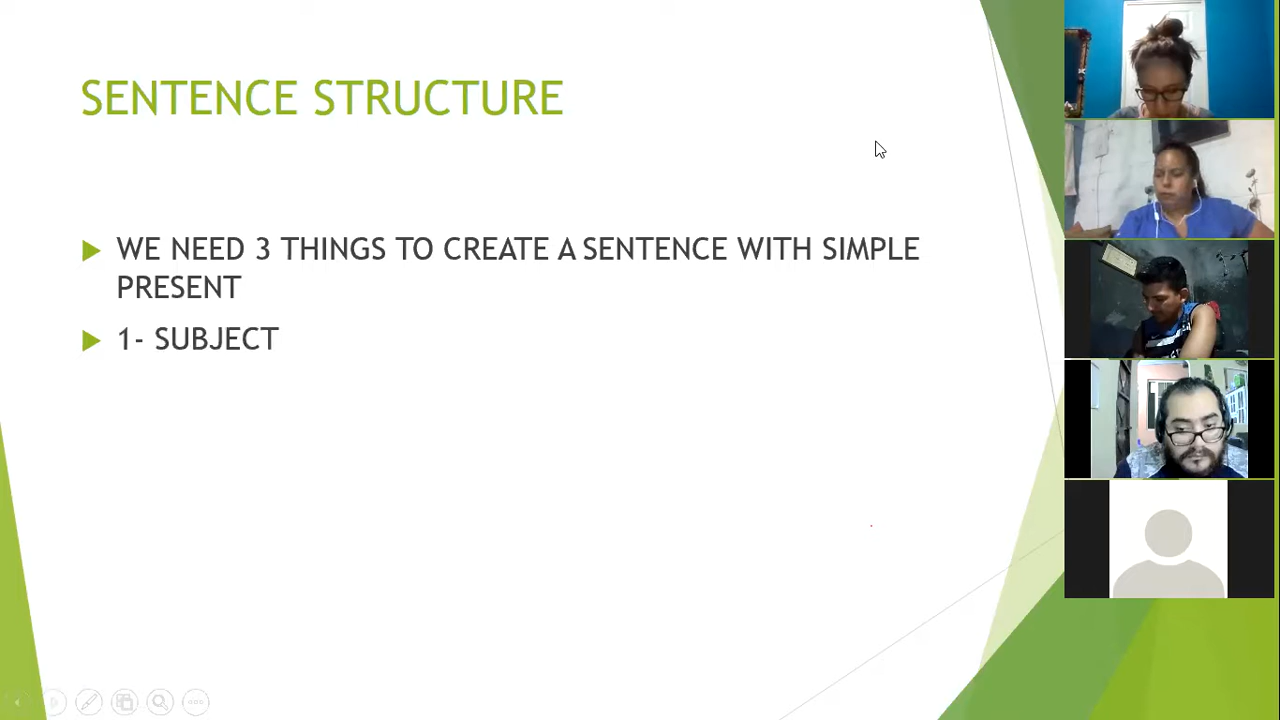 SENTENCE STRUCTURE
WE NEED 3 THINGS TO CREATE A SENTENCE WITH SIMPLE
PRESENT
1- SUBJECT